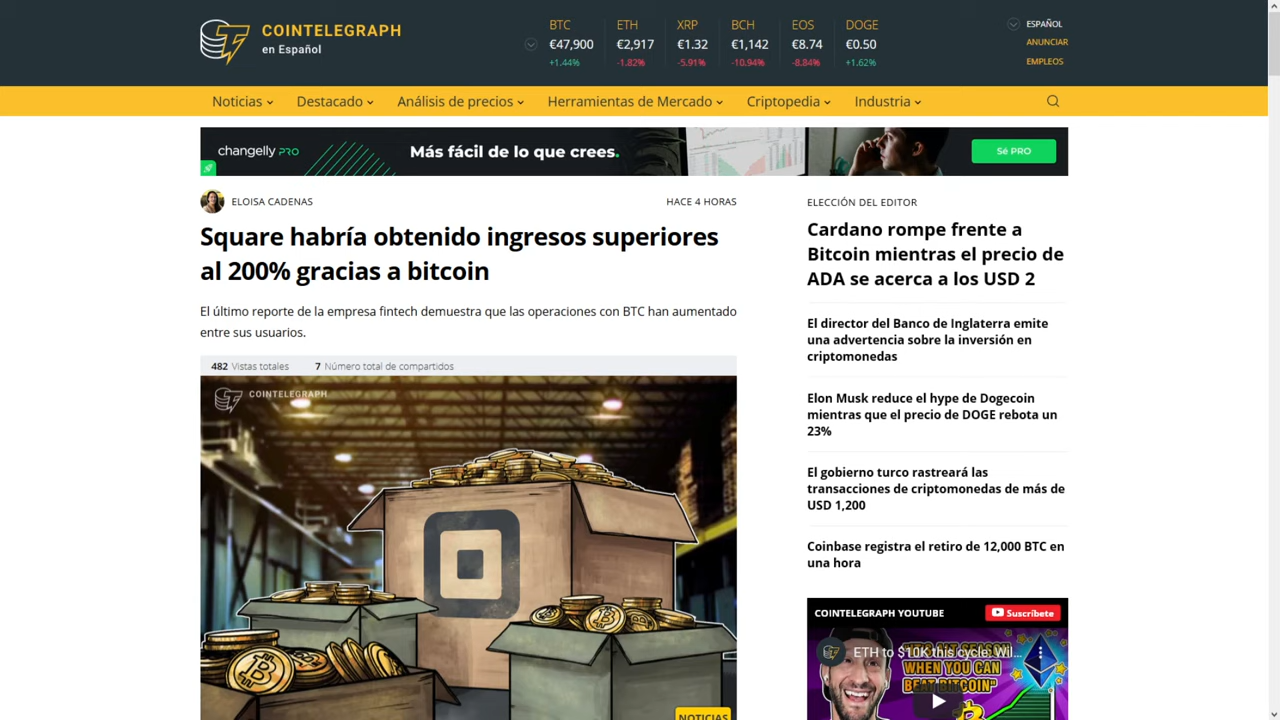 COINTELEGRAPH
en Español
BTC ETH XRP BCH EOS DOGE
€47,900 €2,917 €1.32 €1,142 €8.74 €0.50
+1.44% -1.82% -5.91% -10.94% -8.84% +1.62%
ESPAÑOL
ANUNCIAR
EMPLEOS
Noticias Destacado Análisis de precios Herramientas de Mercado Criptopedia Industria
changelly PRO Más fácil de lo que crees. Sé PRO
ELOISA CADENAS HACE 4 HORAS
Square habría obtenido ingresos superiores
al 200% gracias a bitcoin
El último reporte de la empresa fintech demuestra que las operaciones con BTC han aumentado
entre sus usuarios.
482 Vistas totales 7 Número total de compartidos
COINTELEGRAPH
NOTICIAS
ELECCIÓN DEL EDITOR
Cardano rompe frente a
Bitcoin mientras el precio de
ADA se acerca a los USD 2
El director del Banco de Inglaterra emite
una advertencia sobre la inversión en
criptomonedas
Elon Musk reduce el hype de Dogecoin
mientras que el precio de DOGE rebota un
23%
El gobierno turco rastreará las
transacciones de criptomonedas de más de
USD 1,200
Coinbase registra el retiro de 12,000 BTC en
una hora
COINTELEGRAPH YOUTUBE Suscríbete
ETH to $10K this cycle: Wil...
WHEN YOU CAN
BEAT BITCOIN"